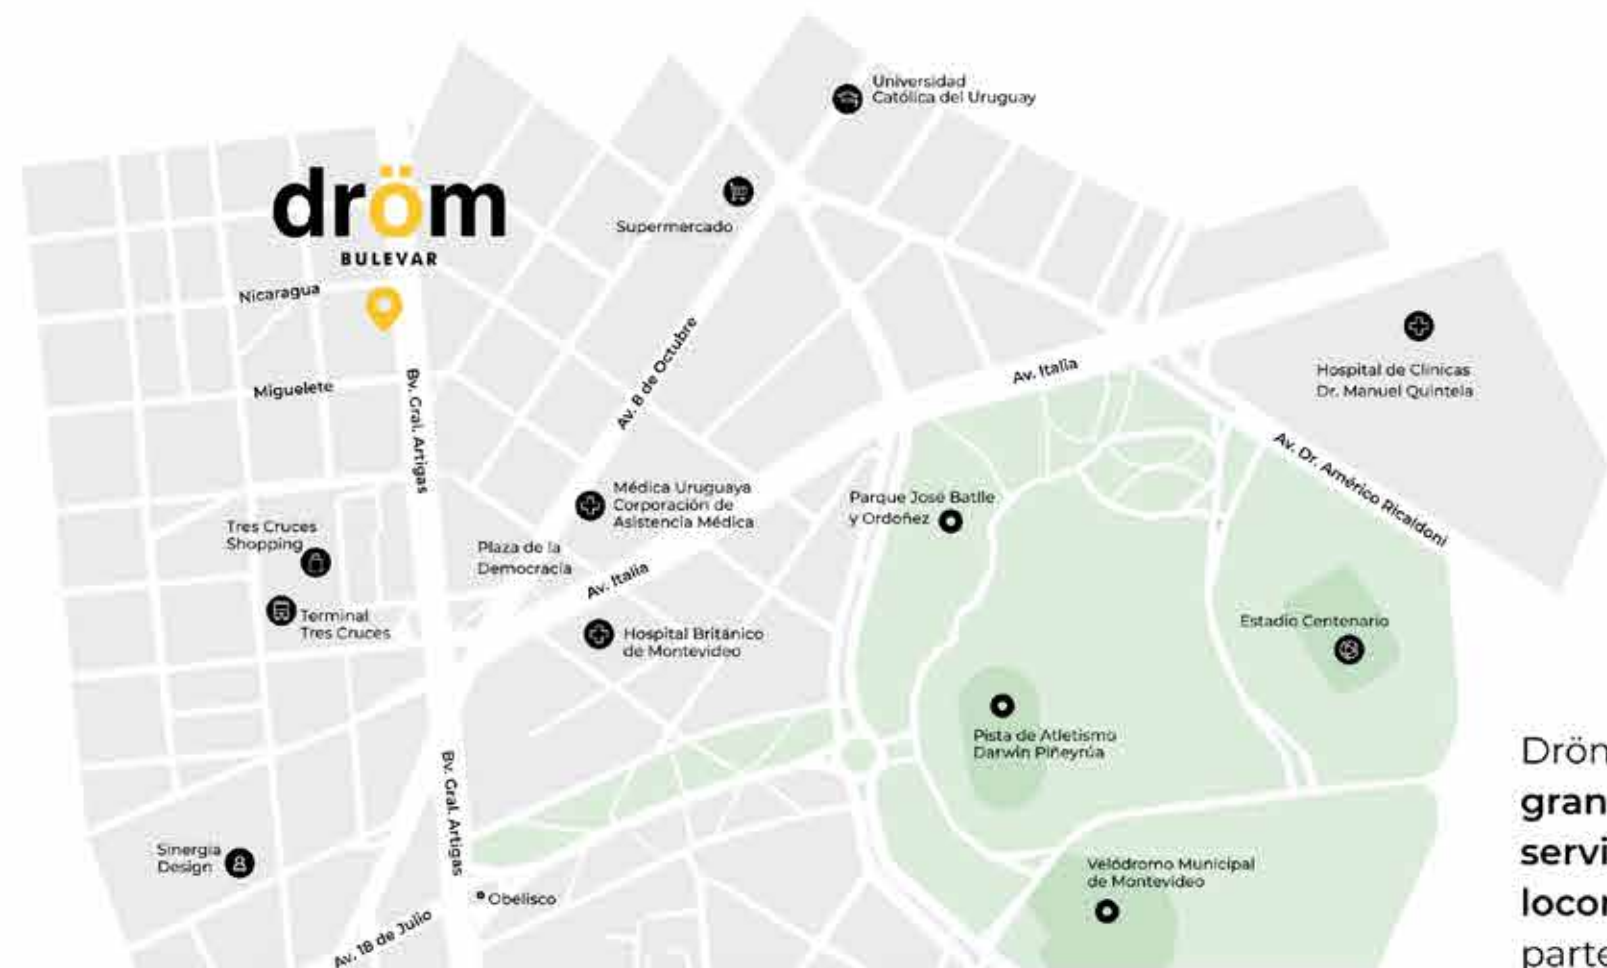 Universidad
Católica del Uruguay
dröm
BULEVAR
Supermercado
Nicaragua
Miguelete
Bv. Gral. Artigas
Av. 8 de Octubre
Av. Italia
Hospital de Clínicas
Dr. Manuel Quintela
Av. Dr. Américo Ricaldoni
Médica Uruguaya
Corporación de
Asistencia Médica
Parque José Batlle
y Ordoñez
Tres Cruces
Shopping
Plaza de la
Democracia
Av. Italia
Terminal
Tres Cruces
Hospital Británico
de Montevideo
Estadio Centenario
Pista de Atletismo
Darwin Piñeyrúa
Bv. Gral. Artigas
Sinergia
Design
Obelisco
Av. 18 de Julio
Velódromo Municipal
de Montevideo
gran
servi
parte